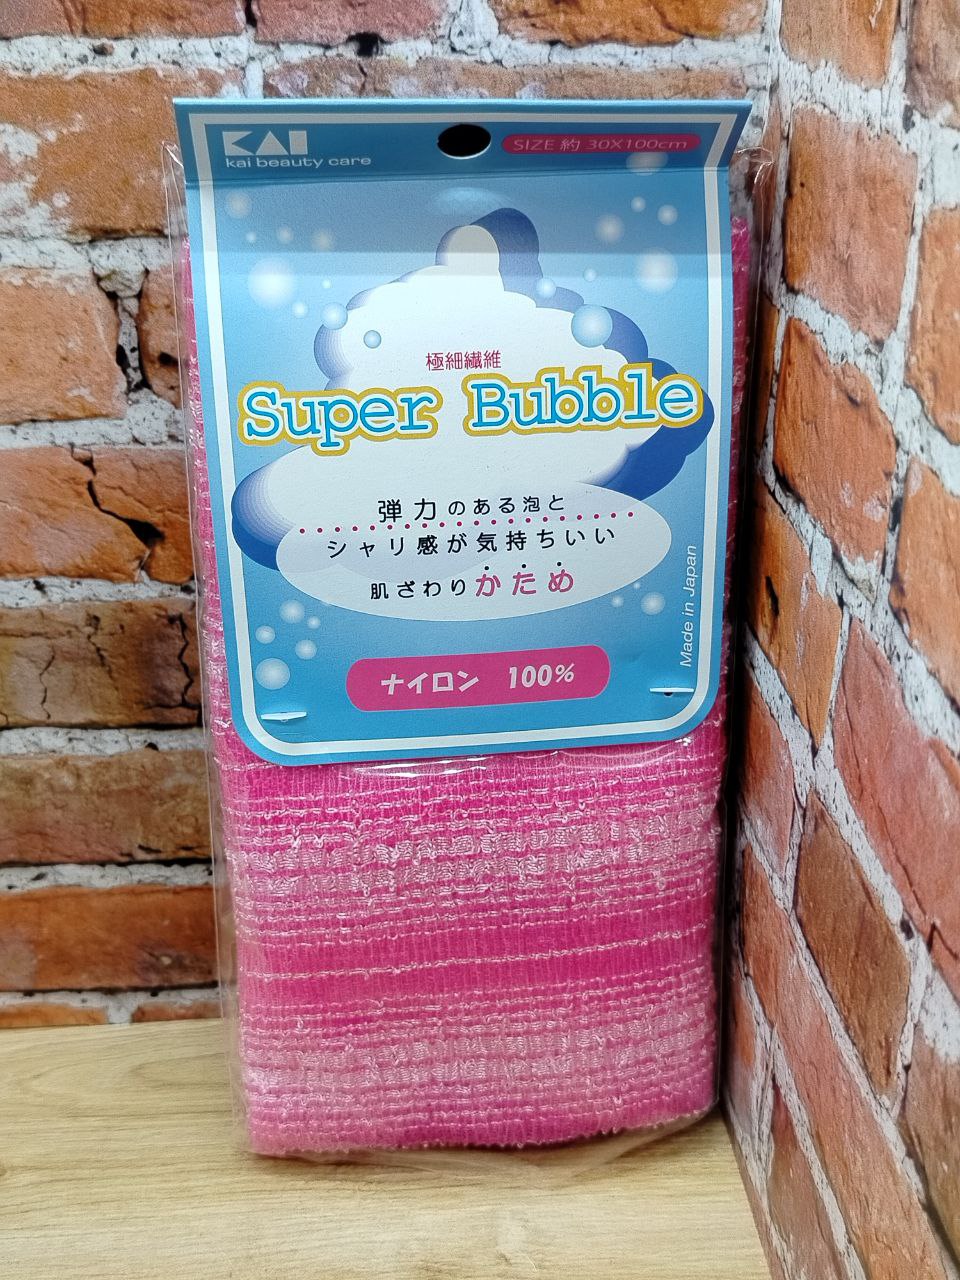 KAI
kai beauty care
SIZE 約 30X100cm
極細繊維
Super Bubble
弾力のある泡と
シャリ感が気持ちいい
肌ざわりかため
Made in Japan
ナイロン 100%